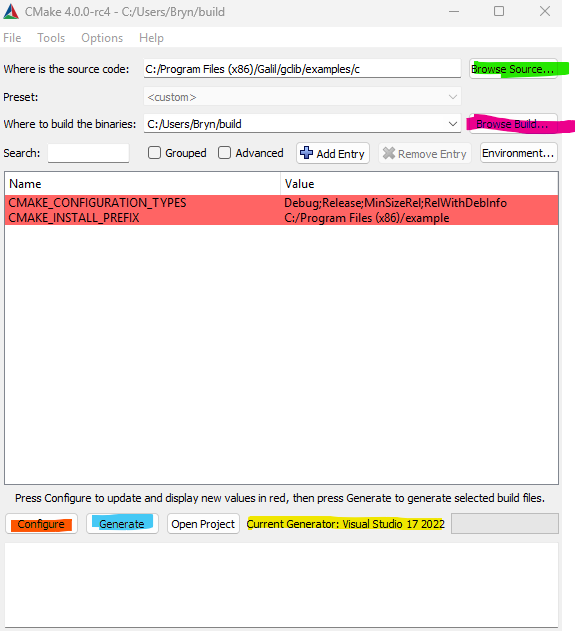 CMake 4.0.0-rc4 - C:/Users/Bryn/build
File Tools Options Help
Where is the source code: C:/Program Files (x86)/Galil/gclib/examples/c Browse Source...
Preset: <custom>
Where to build the binaries: C:/Users/Bryn/build Browse Build...
Search: Grouped Advanced Add Entry Remove Entry Environment...
Name Value
CMAKE_CONFIGURATION_TYPES Debug;Release;MinSizeRel;RelWithDebInfo
CMAKE_INSTALL_PREFIX C:/Program Files (x86)/example
Press Configure to update and display new values in red, then press Generate to generate selected build files.
Configure Generate Open Project Current Generator: Visual Studio 17 2022